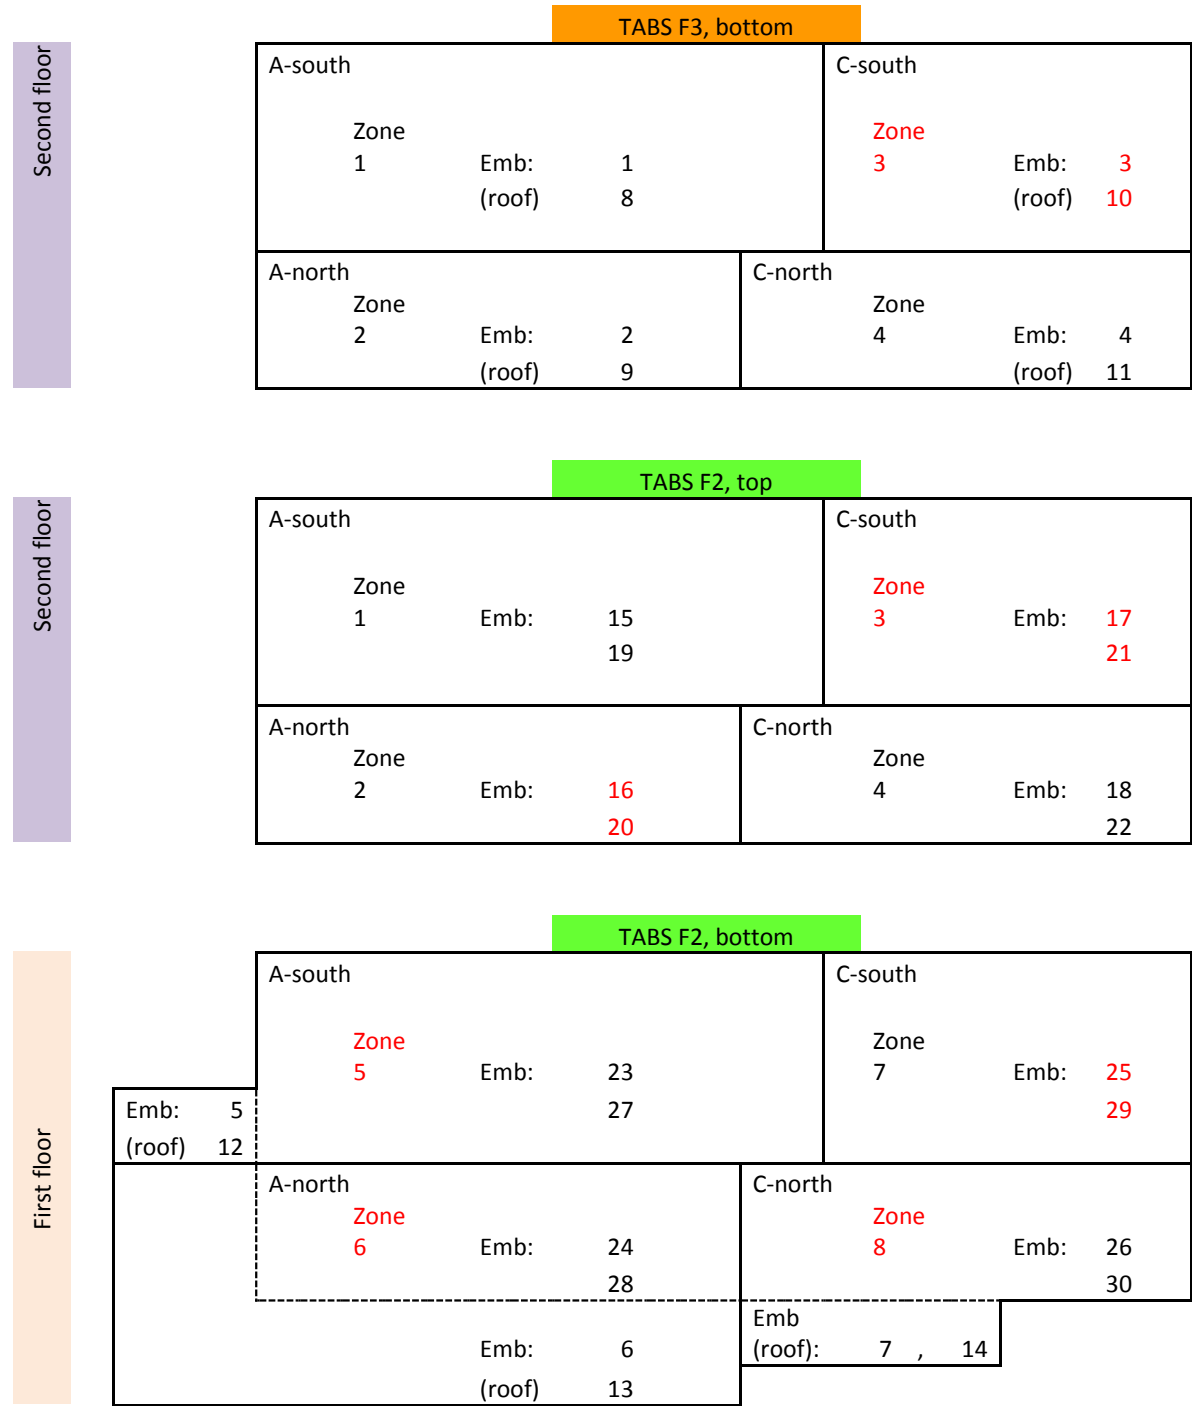 TABS F3, bottom
Second floor
A-south C-south
Zone Zone
1 Emb: 1 3 Emb: 3
(roof) 8 (roof) 10
A-north C-north
Zone Zone
2 Emb: 2 4 Emb: 4
(roof) 9 (roof) 11
TABS F2, top
Second floor
A-south C-south
Zone Zone
1 Emb: 15 3 Emb: 17
19 21
A-north C-north
Zone Zone
2 Emb: 16 4 Emb: 18
20 22
TABS F2, bottom
First floor
A-south C-south
Zone Zone
5 Emb: 23 7 Emb: 25
Emb: 5 27 29
(roof) 12
A-north C-north
Zone Zone
6 Emb: 24 8 Emb: 26
28 30
Emb
Emb: 6 (roof): 7 , 14
(roof) 13